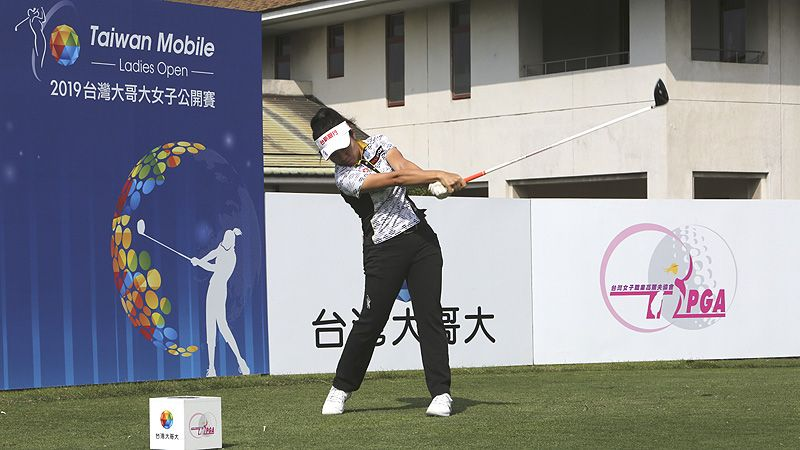 Taiwan Mobile
Ladies Open
2019台灣大哥大女子公開賽
台灣大哥大
台灣女子職業高爾夫協會
PGA
台灣大哥大
PGA